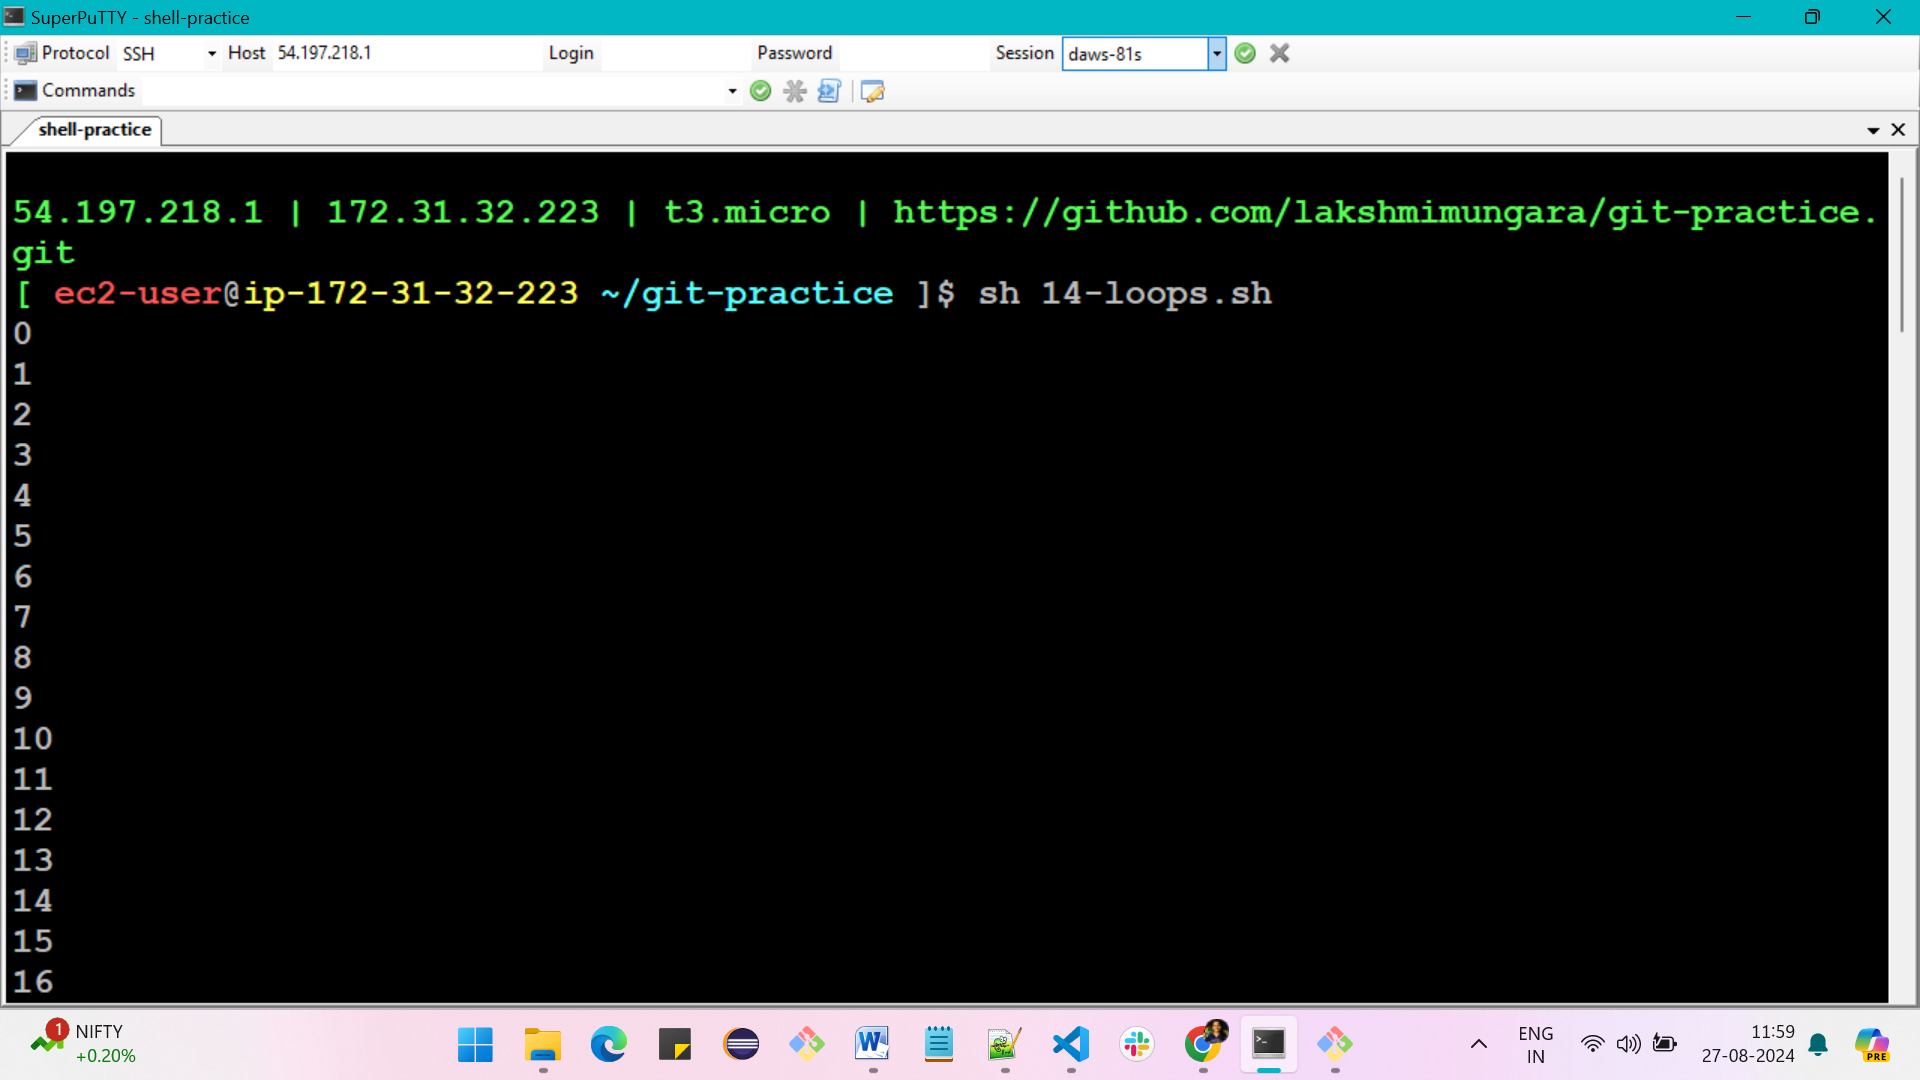 SuperPuTTY - shell-practice
Protocol SSH Host 54.197.218.1 Login Password Session daws-81s
Commands
shell-practice
54.197.218.1 | 172.31.32.223 | t3.micro | https://github.com/lakshmimungara/git-practice.
git
[ ec2-user@ip-172-31-32-223 ~/git-practice ]$ sh 14-loops.sh
0
1
2
3
4
5
6
7
8
9
10
11
12
13
14
15
16
1 NIFTY
+0.20%
W
ENG
IN
11:59
27-08-2024
PRE